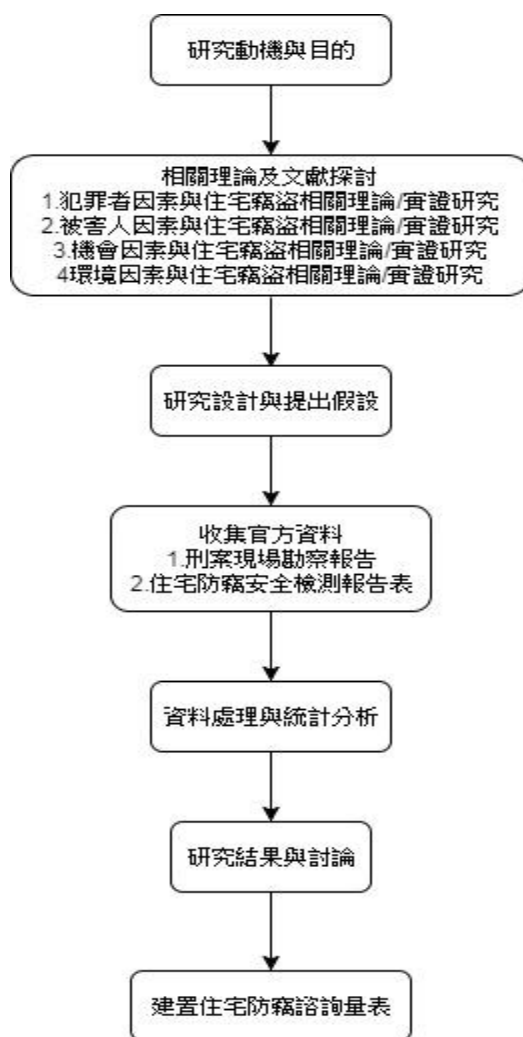 研究動機與目的
相關理論及文獻探討
1.犯罪者因素與住宅竊盜相關理論/實證研究
2.被害人因素與住宅竊盜相關理論/實證研究
3.機會因素與住宅竊盜相關理論/實證研究
4環境因素與住宅竊盜相關理論/實證研究
研究設計與提出假設
收集官方資料
1.刑案現場勘察報告
2.住宅防竊安全檢測報告表
資料處理與統計分析
研究結果與討論
建置住宅防竊諮詢量表